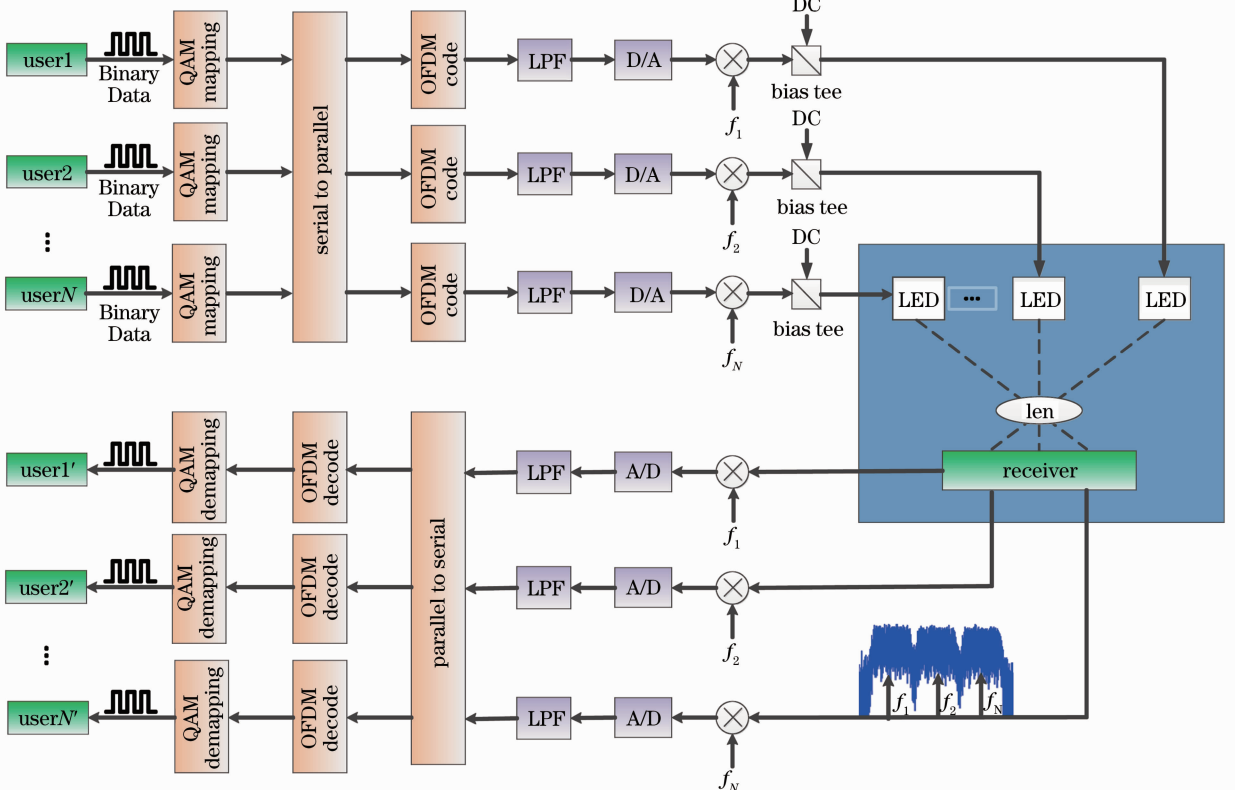 DC
user1
Binary
Data
QAM
mapping
serial to parallel
OFDM
code
LPF
D/A
f1
bias tee
DC
user2
Binary
Data
QAM
mapping
OFDM
code
LPF
D/A
f2
bias tee
DC
⋮
userN
Binary
Data
QAM
mapping
OFDM
code
LPF
D/A
fN
bias tee
LED
...
LED
LED
len
receiver
user1′
QAM
demapping
OFDM
decode
parallel to serial
LPF
A/D
f1
user2′
QAM
demapping
OFDM
decode
LPF
A/D
f2
⋮
userN′
QAM
demapping
OFDM
decode
LPF
A/D
fN
f1
f2
fN